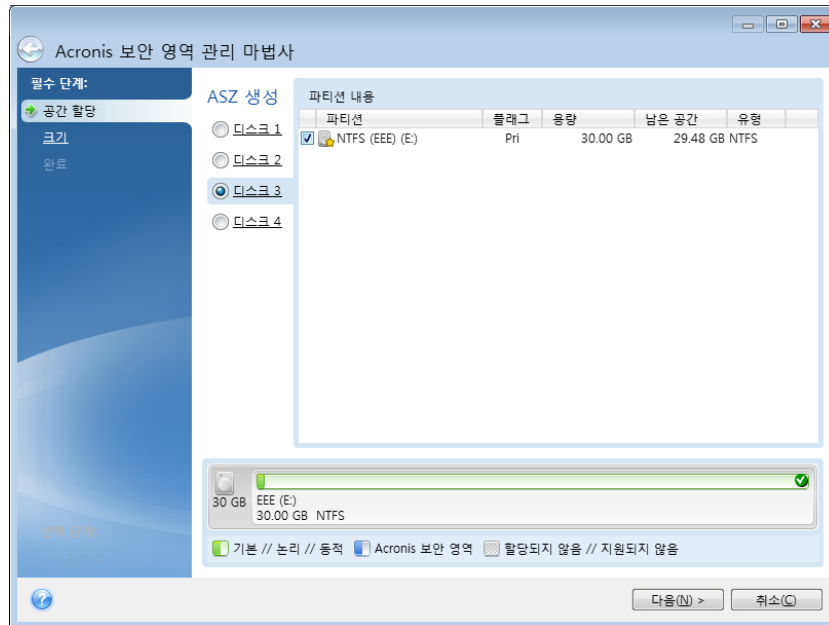 Acronis 보안 영역 관리 마법사
필수 단계:
공간 할당
크기
완료
ASZ 생성
디스크 1
디스크 2
디스크 3
디스크 4
파티션 내용
파티션 플래그 용량 남은 공간 유형
NTFS (EEE) (E:) Pri 30.00 GB 29.48 GB NTFS
30 GB
EEE (E:)
30.00 GB NTFS
기본 // 논리 // 동적 Acronis 보안 영역 할당되지 않음 // 지원되지 않음
다음(N) > 취소(C)